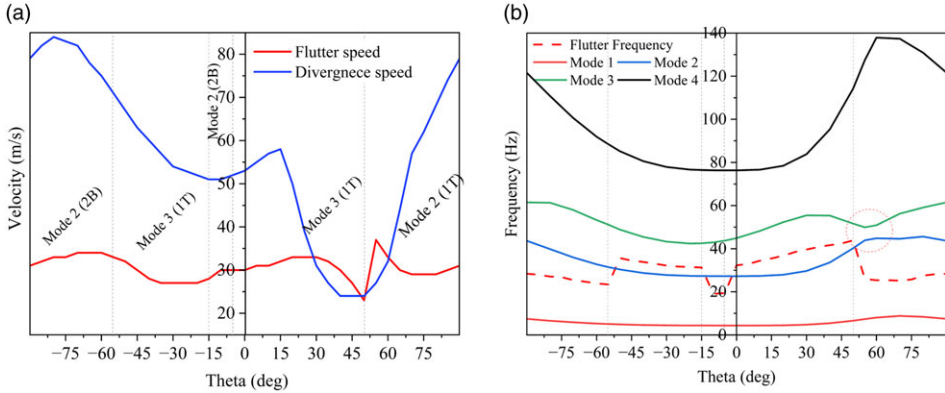 (a)
Velocity (m/s)
80
70
60
50
40
30
20
Flutter speed
Divergnece speed
Mode 2 (2B)
Mode 3 (1T)
Mode 2 (2B)
Mode 3 (1T)
Mode 2 (1T)
−75 −60 −45 −30 −15 0 15 30 45 60 75
Theta (deg)
(b)
Frequency (Hz)
140
120
100
80
60
40
20
0
Flutter Frequency
Mode 1 Mode 2
Mode 3 Mode 4
−75 −60 −45 −30 −15 0 15 30 45 60 75
Theta (deg)